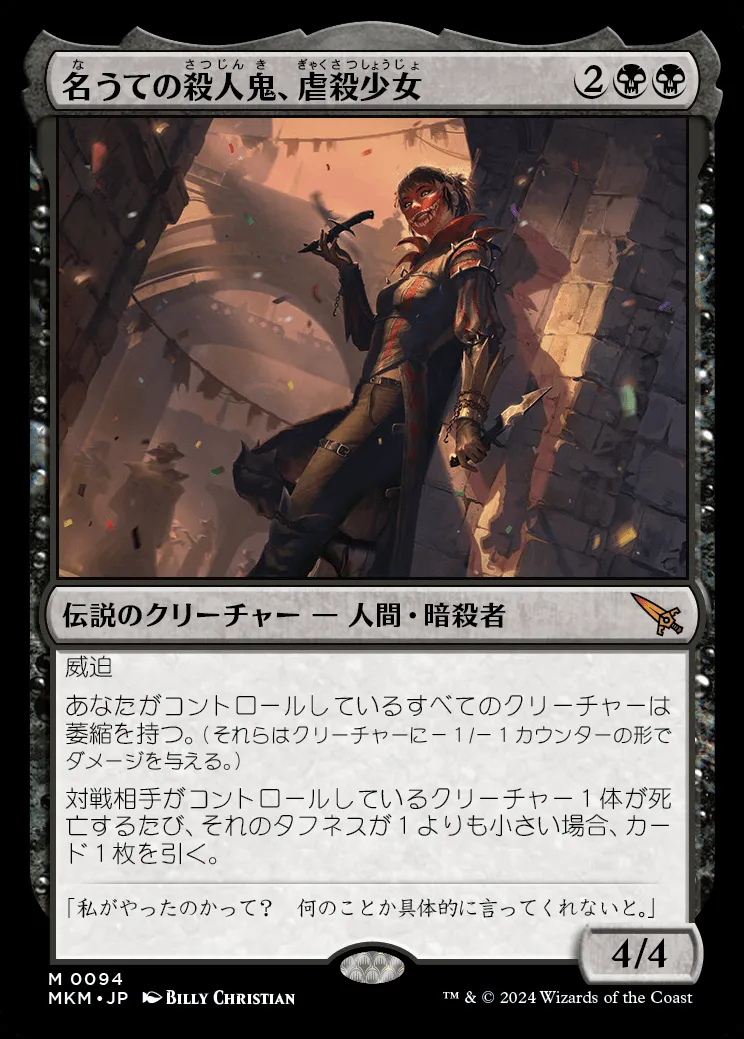 名うての殺人鬼、虐殺少女 2
伝説のクリーチャー — 人間・暗殺者
威迫
あなたがコントロールしているすべてのクリーチャーは
萎縮を持つ。(それらはクリーチャーに-1/-1カウンターの形で
ダメージを与える。)
対戦相手がコントロールしているクリーチャー1体が死
亡するたび、それのタフネスが1よりも小さい場合、カー
ド1枚を引く。
「私がやったのかって? 何のことか具体的に言ってくれないと。」
4/4
M 0094
MKM • JP BILLY CHRISTIAN
™ & © 2024 Wizards of the Coast